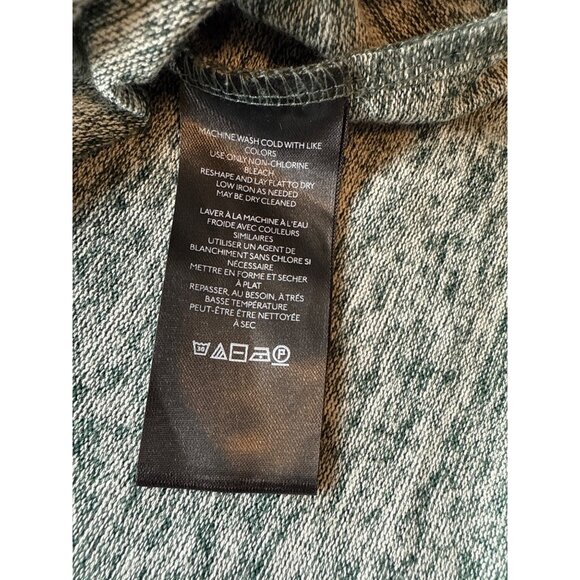 MACHINE WASH COLD WITH LIKE
COLORS
USE ONLY NON-CHLORINE
BLEACH
RESHAPE AND LAY FLAT TO DRY
LOW IRON AS NEEDED
MAY BE DRY CLEANED
LAVER À LA MACHINE À L'EAU
FROIDE AVEC COULEURS
SIMILAIRES
UTILISER UN AGENT DE
BLANCHIMENT SANS CHLORE SI
NÉCESSAIRE
METTRE EN FORME ET SECHER
À PLAT
REPASSER, AU BESOIN, À TRÉS
BASSE TEMPÉRATURE
PEUT-ÊTRE ÊTRE NETTOYÉE
À SEC
30 P